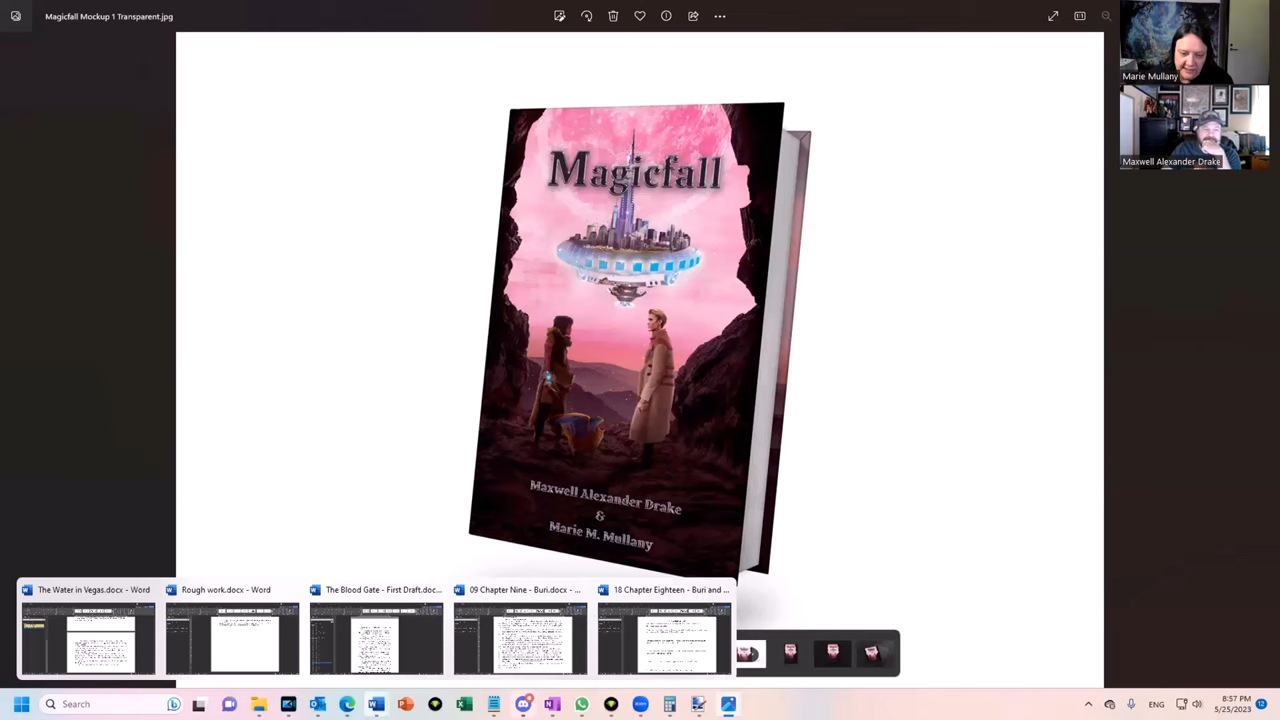 Magicfall Mockup 1 Transparent.jpg
Marie Mullany
Maxwell Alexander Drake
Magicfall
Maxwell Alexander Drake
&
Marie M. Mullany
The Water in Vegas.docx - Word
Rough work.docx - Word
The Blood Gate - First Draft.doc...
09 Chapter Nine - Buri.docx - ...
18 Chapter Eighteen - Buri and ...
Search
ENG
8:57 PM
5/25/2023
12